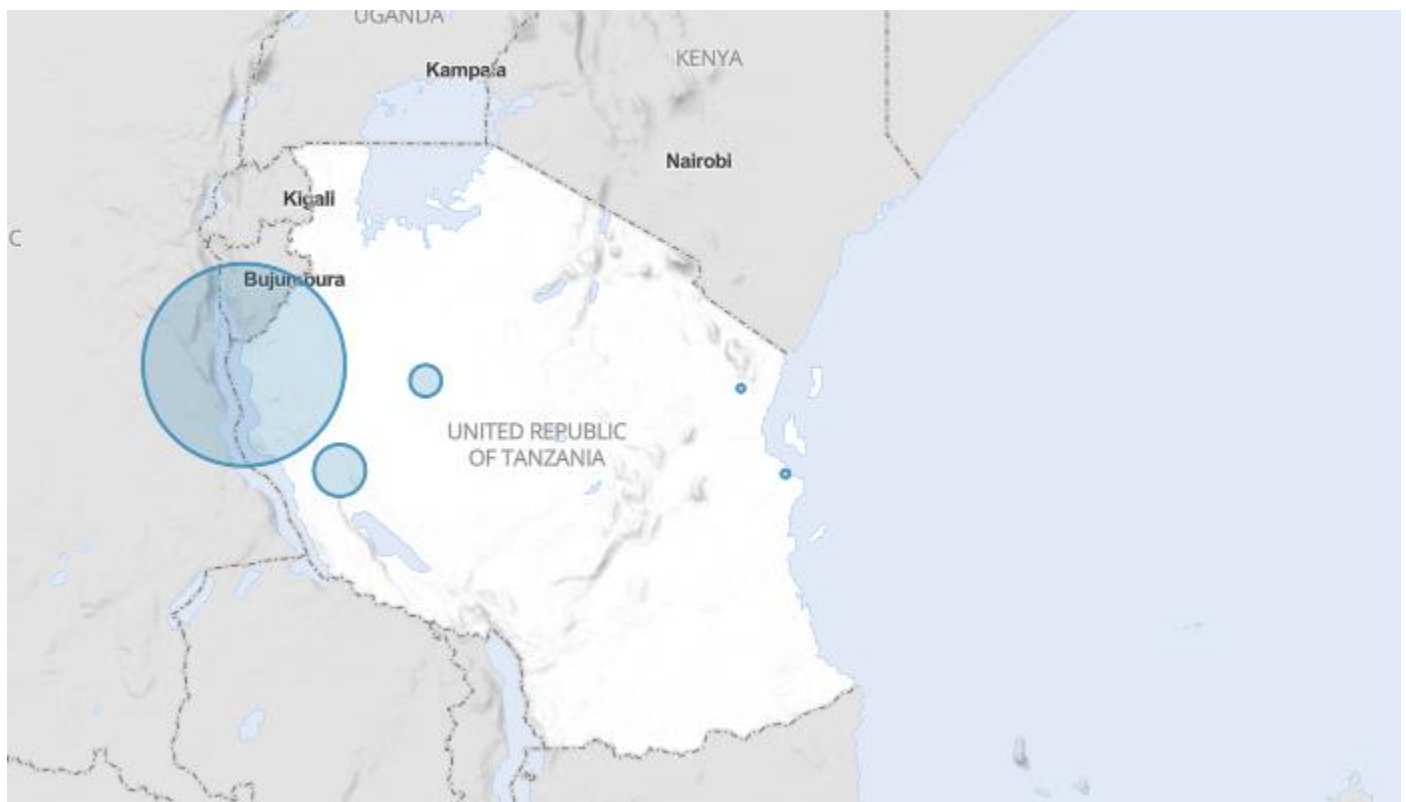 UGANDA
KENYA
Kampala
Nairobi
Kigali
C
Bujumbura
UNITED REPUBLIC
OF TANZANIA